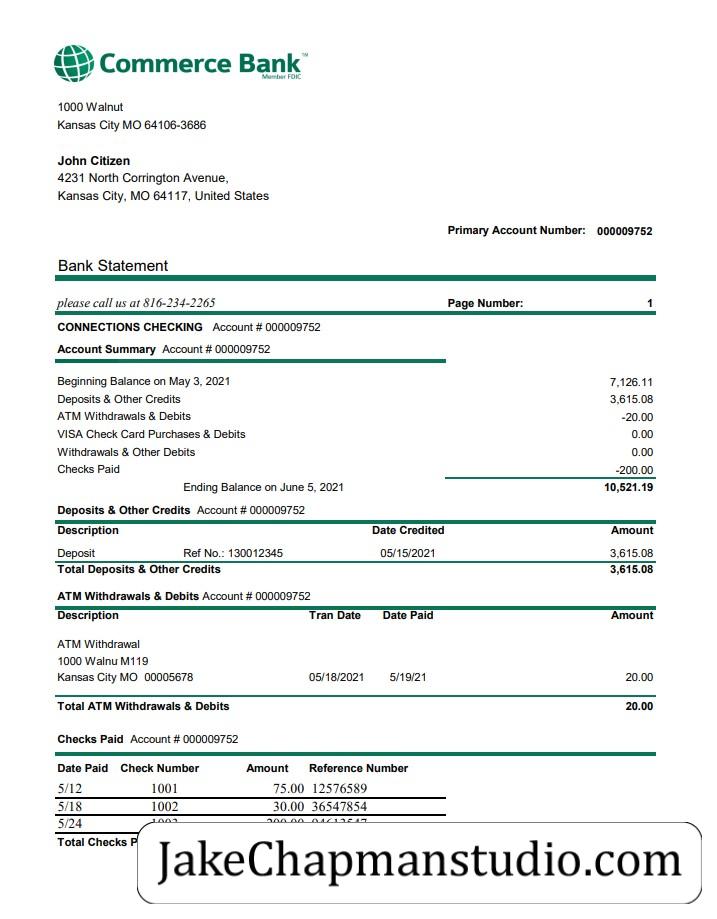 Commerce Bank™
Member FDIC
1000 Walnut
Kansas City MO 64106-3686
John Citizen
4231 North Corrington Avenue,
Kansas City, MO 64117, United States
Primary Account Number: 000009752
Bank Statement
please call us at 816-234-2265 Page Number: 1
CONNECTIONS CHECKING Account # 000009752
Account Summary Account # 000009752
Beginning Balance on May 3, 2021 7,126.11
Deposits & Other Credits 3,615.08
ATM Withdrawals & Debits -20.00
VISA Check Card Purchases & Debits 0.00
Withdrawals & Other Debits 0.00
Checks Paid -200.00
Ending Balance on June 5, 2021 10,521.19
Deposits & Other Credits Account # 000009752
Description Date Credited Amount
Deposit Ref No.: 130012345 05/15/2021 3,615.08
Total Deposits & Other Credits 3,615.08
ATM Withdrawals & Debits Account # 000009752
Description Tran Date Date Paid Amount
ATM Withdrawal
1000 Walnu M119
Kansas City MO 00005678 05/18/2021 5/19/21 20.00
Total ATM Withdrawals & Debits 20.00
Checks Paid Account # 000009752
Date Paid Check Number Amount Reference Number
5/12 1001 75.00 12576589
5/18 1002 30.00 36547854
5/24
Total Checks P
JakeChapmanstudio.com